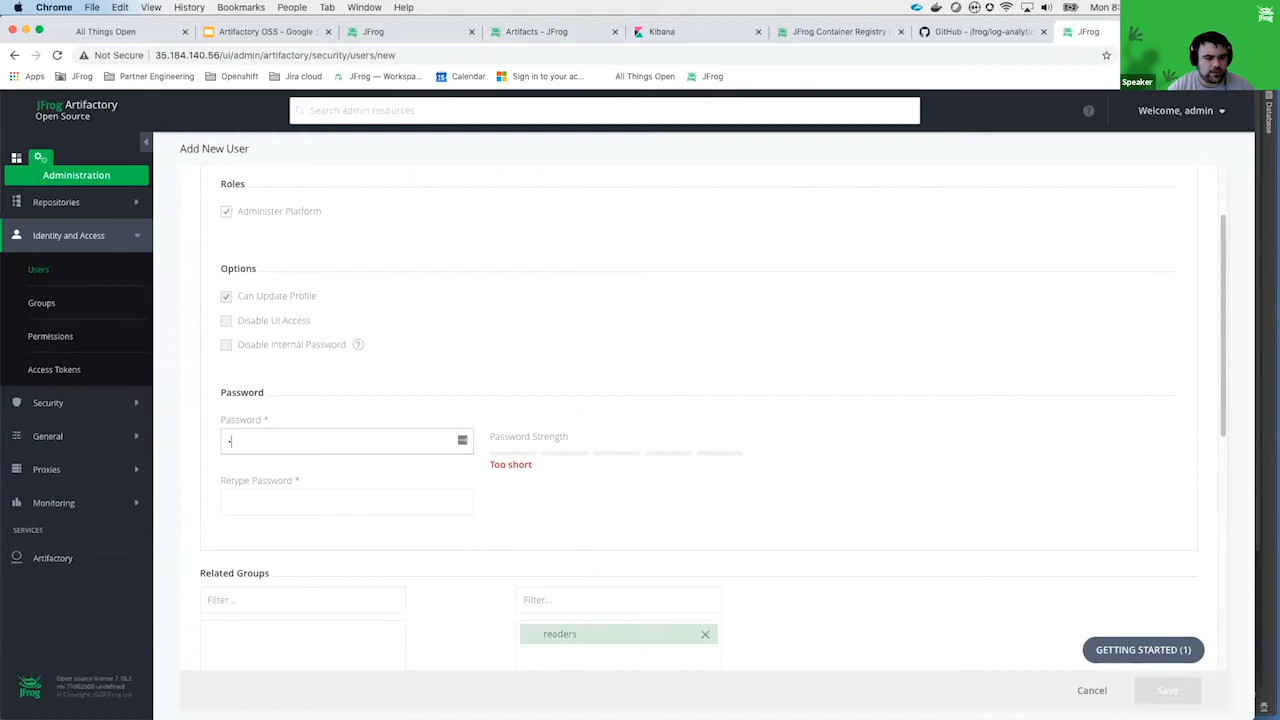 Chrome File Edit View History Bookmarks People Tab Window Help Mon 8:
All Things Open Artifactory OSS - Google S JFrog Artifacts - JFrog Kibana JFrog Container Registry GitHub - jfrog/log-analytic JFrog
Not Secure 35.184.140.56/ui/admin/artifactory/security/users/new
Apps JFrog Partner Engineering Openshift Jira cloud JFrog — Workspa... Calendar Sign in to your ac... All Things Open JFrog
Speaker
JFrog
Database
JFrog Artifactory
Open Source
Search admin resources
Welcome, admin
Administration
Repositories
Identity and Access
Users
Groups
Permissions
Access Tokens
Security
General
Proxies
Monitoring
SERVICES
Artifactory
JFrog
Open source license 7.10.2
© Copyright 2020 JFrog Ltd
Add New User
Roles
Administer Platform
Options
Can Update Profile
Disable UI Access
Disable Internal Password ?
Password
Password *
Password Strength
Too short
Retype Password *
Related Groups
Filter...
Filter...
readers
GETTING STARTED (1)
Cancel
Save